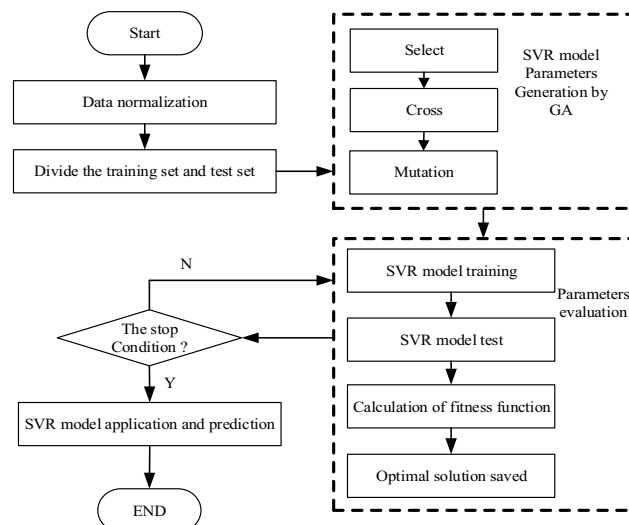 Start
Data normalization
Divide the training set and test set
Select
Cross
Mutation
SVR model
Parameters
Generation by
GA
N
The stop
Condition ?
Y
SVR model application and prediction
END
SVR model training
SVR model test
Calculation of fitness function
Optimal solution saved
Parameters
evaluation